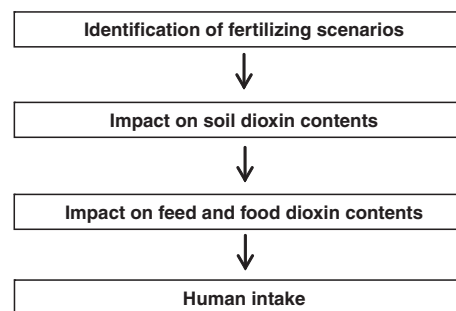 Identification of fertilizing scenarios
Impact on soil dioxin contents
Impact on feed and food dioxin contents
Human intake